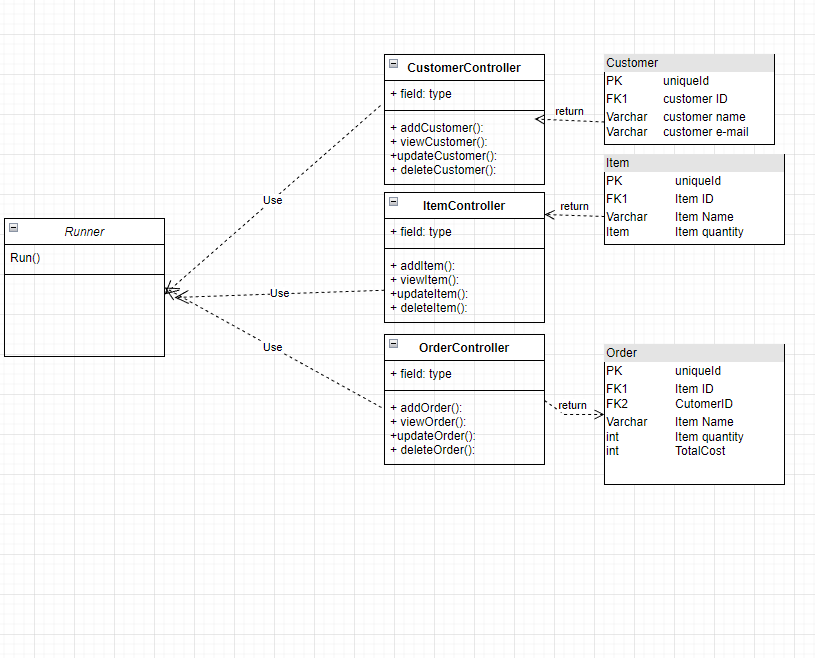 Runner
Run()
Use
Use
Use
CustomerController
+ field: type
+ addCustomer():
+ viewCustomer():
+updateCustomer():
+ deleteCustomer():
return
Customer
PK uniqueId
FK1 customer ID
Varchar customer name
Varchar customer e-mail
ItemController
+ field: type
+ addItem():
+ viewItem():
+updateItem():
+ deleteItem():
return
Item
PK uniqueId
FK1 Item ID
Varchar Item Name
Item Item quantity
OrderController
+ field: type
+ addOrder():
+ viewOrder():
+updateOrder():
+ deleteOrder():
return
Order
PK uniqueId
FK1 Item ID
FK2 CutomerID
Varchar Item Name
int Item quantity
int TotalCost